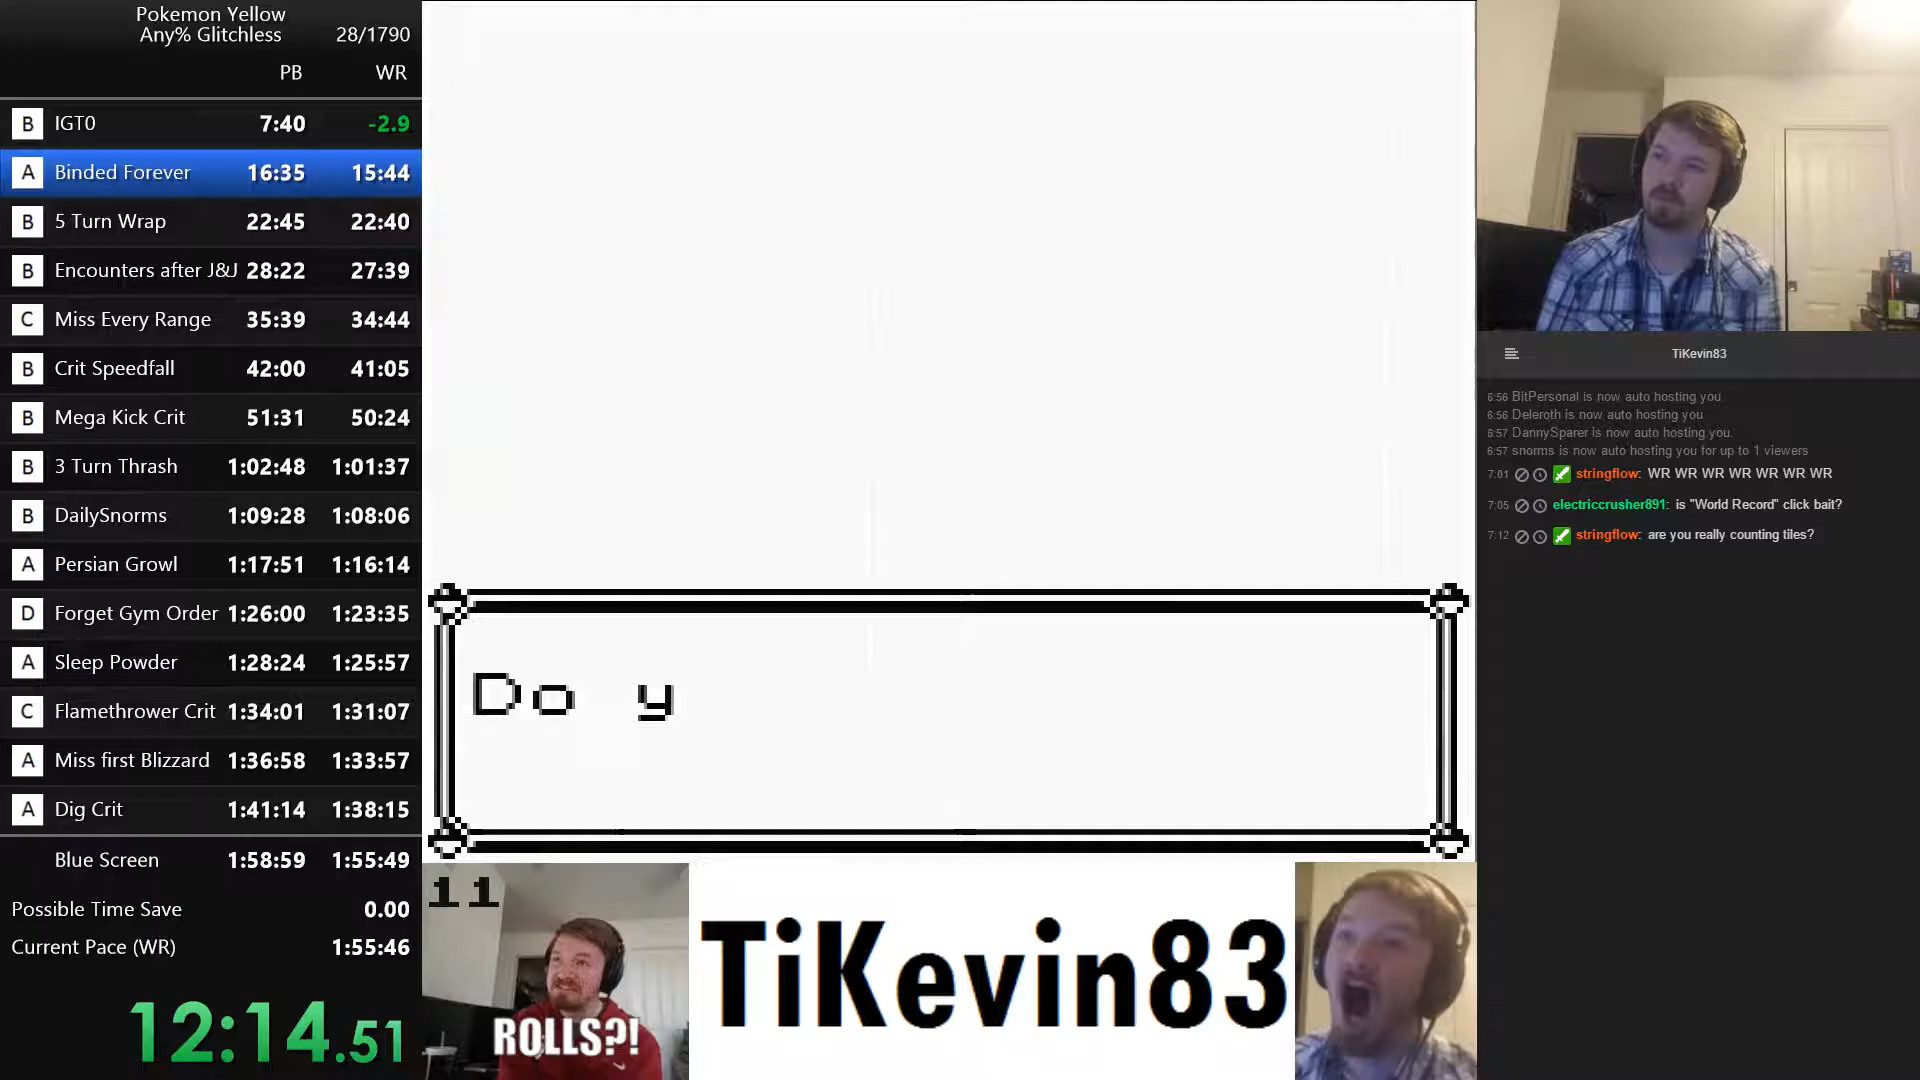 Pokemon Yellow
Any% Glitchless 28/1790
PB WR
B IGT0 7:40 -2.9
A Binded Forever 16:35 15:44
B 5 Turn Wrap 22:45 22:40
B Encounters after J&J 28:22 27:39
C Miss Every Range 35:39 34:44
B Crit Speedfall 42:00 41:05
B Mega Kick Crit 51:31 50:24
B 3 Turn Thrash 1:02:48 1:01:37
B DailySnorms 1:09:28 1:08:06
A Persian Growl 1:17:51 1:16:14
D Forget Gym Order 1:26:00 1:23:35
A Sleep Powder 1:28:24 1:25:57
C Flamethrower Crit 1:34:01 1:31:07
A Miss first Blizzard 1:36:58 1:33:57
A Dig Crit 1:41:14 1:38:15
Blue Screen 1:58:59 1:55:49
Possible Time Save 0.00
Current Pace (WR) 1:55:46
12:14.51
Do y
11
ROLLS?!
TiKevin83
TiKevin83
6:56 BitPersonal is now auto hosting you.
6:56 Deleroth is now auto hosting you.
6:57 DannySparer is now auto hosting you.
6:57 snorms is now auto hosting you for up to 1 viewers
7:01 stringflow: WR WR WR WR WR WR WR
7:05 electriccrusher891: is "World Record" click bait?
7:12 stringflow: are you really counting tiles?